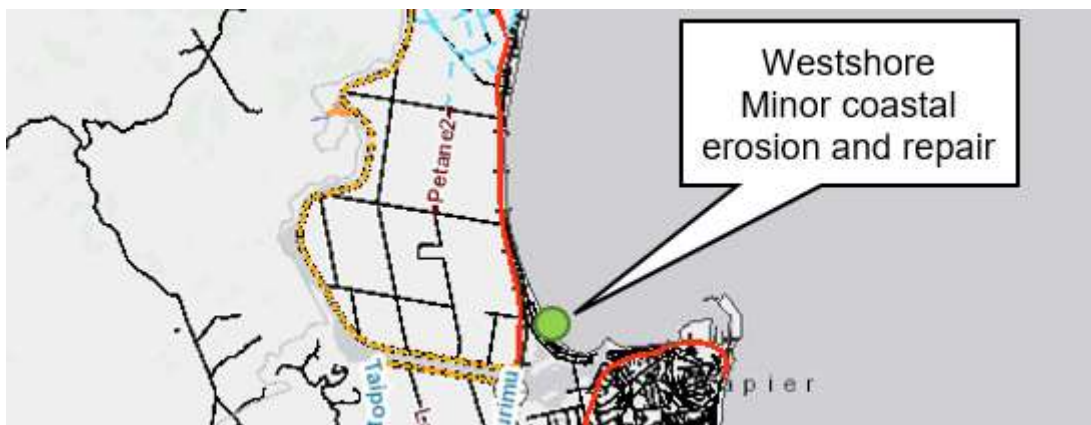 Westshore
Minor coastal
erosion and repair
Petane2
apier